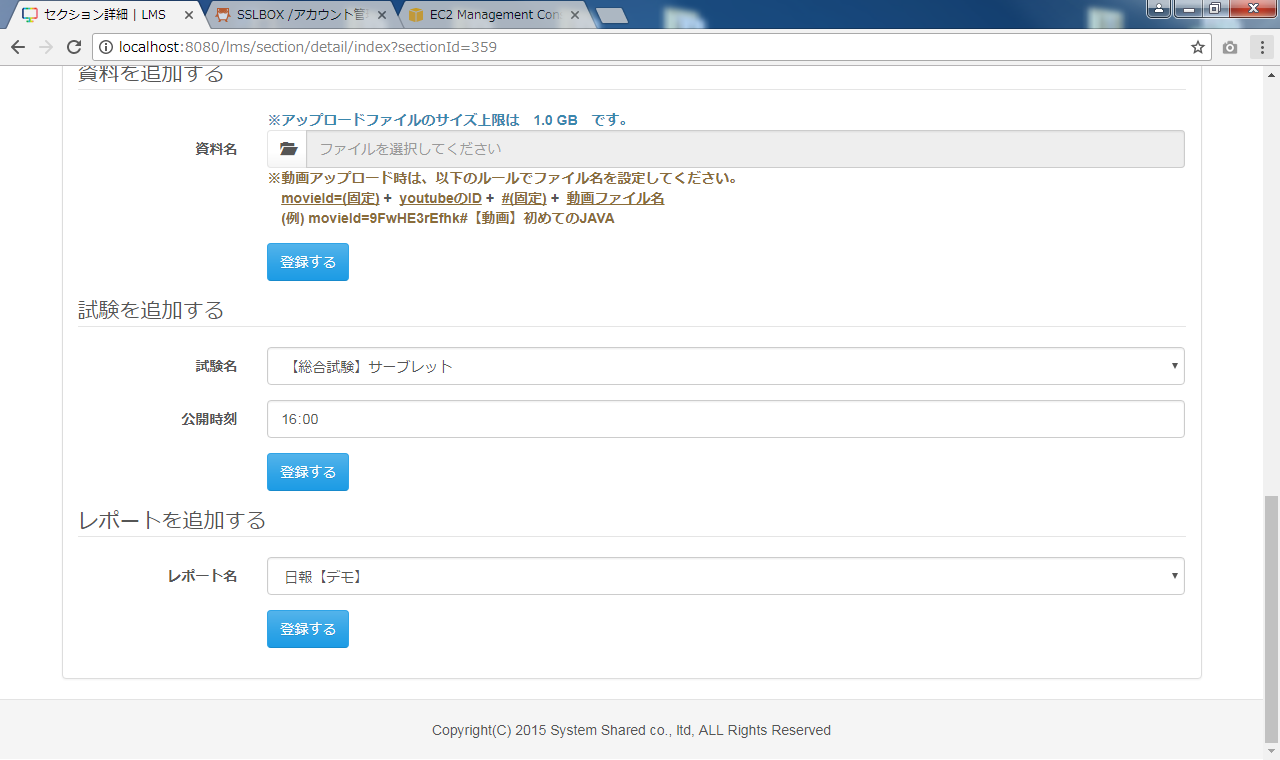 セクション詳細 | LMS
SSLBOX /アカウント管
EC2 Management Con
localhost:8080/lms/section/detail/index?sectionId=359
資料を追加する
※アップロードファイルのサイズ上限は　1.0 GB　です。
資料名
ファイルを選択してください
※動画アップロード時は、以下のルールでファイル名を設定してください。
movieId=(固定) + youtubeのID + #(固定) + 動画ファイル名
(例) movieId=9FwHE3rEfhk#【動画】初めてのJAVA
登録する
試験を追加する
試験名
【総合試験】サーブレット
公開時刻
16:00
登録する
レポートを追加する
レポート名
日報【デモ】
登録する
Copyright(C) 2015 System Shared co., ltd, ALL Rights Reserved